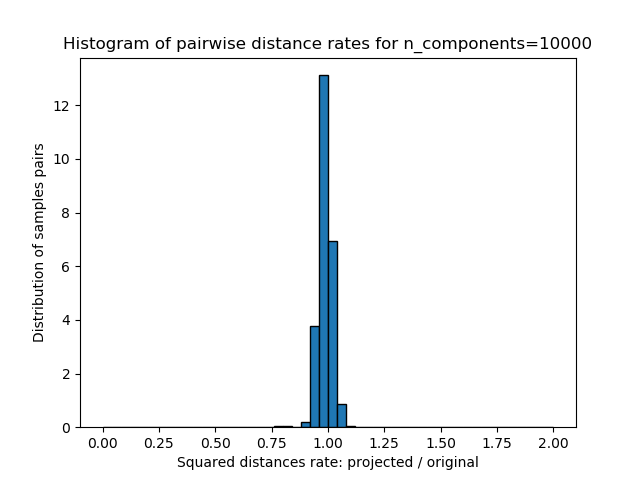 Histogram of pairwise distance rates for n_components=10000
Distribution of samples pairs
12
10
8
6
4
2
0
0.00 0.25 0.50 0.75 1.00 1.25 1.50 1.75 2.00
Squared distances rate: projected / original